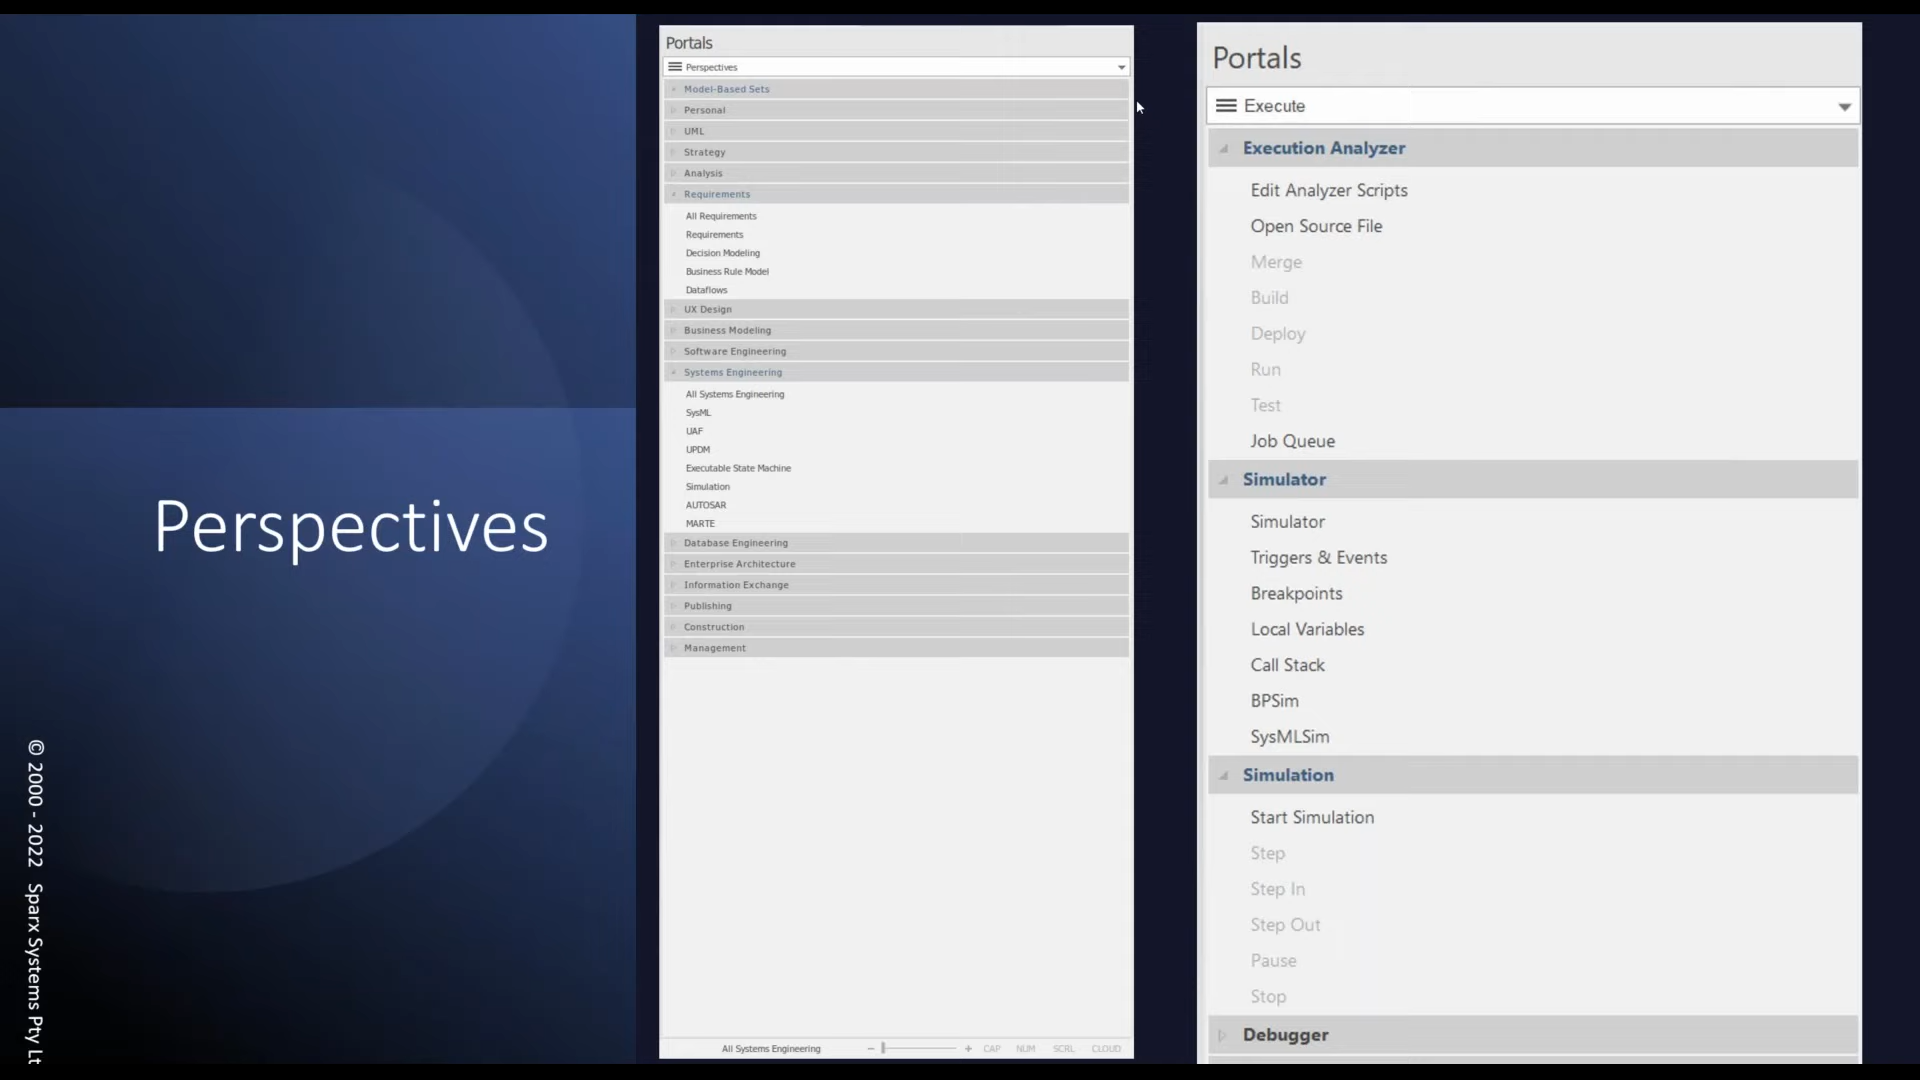 Perspectives
© 2000 - 2022 Sparx Systems Pty Lt
Portals
Perspectives
Model-Based Sets
Personal
UML
Strategy
Analysis
Requirements
All Requirements
Requirements
Decision Modeling
Business Rule Model
Dataflows
UX Design
Business Modeling
Software Engineering
Systems Engineering
All Systems Engineering
SysML
UAF
UPDM
Executable State Machine
Simulation
AUTOSAR
MARTE
Database Engineering
Enterprise Architecture
Information Exchange
Publishing
Construction
Management
All Systems Engineering − + CAP NUM SCRL CLOUD
Portals
Execute
Execution Analyzer
Edit Analyzer Scripts
Open Source File
Merge
Build
Deploy
Run
Test
Job Queue
Simulator
Simulator
Triggers & Events
Breakpoints
Local Variables
Call Stack
BPSim
SysMLSim
Simulation
Start Simulation
Step
Step In
Step Out
Pause
Stop
Debugger